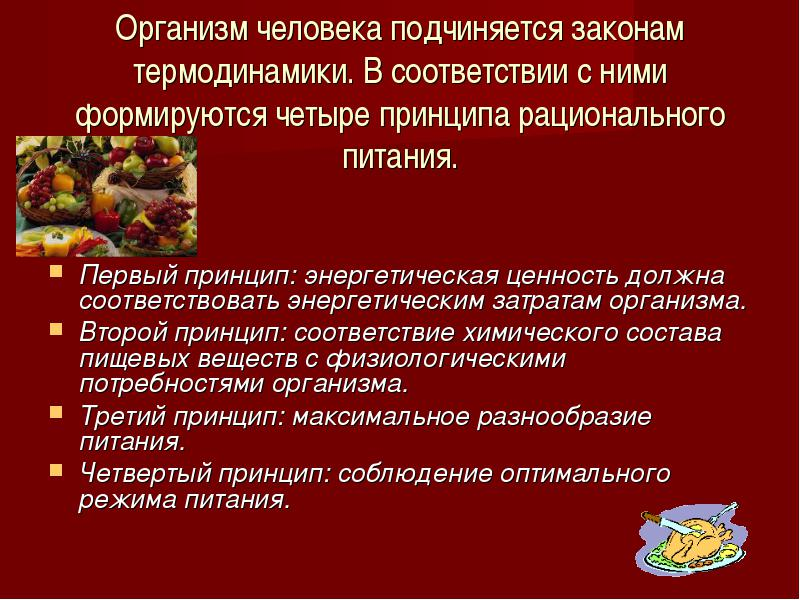 Организм человека подчиняется законам
термодинамики. В соответствии с ними
формируются четыре принципа рационального
питания.
Первый принцип: энергетическая ценность должна
соответствовать энергетическим затратам организма.
Второй принцип: соответствие химического состава
пищевых веществ с физиологическими
потребностями организма.
Третий принцип: максимальное разнообразие
питания.
Четвертый принцип: соблюдение оптимального
режима питания.